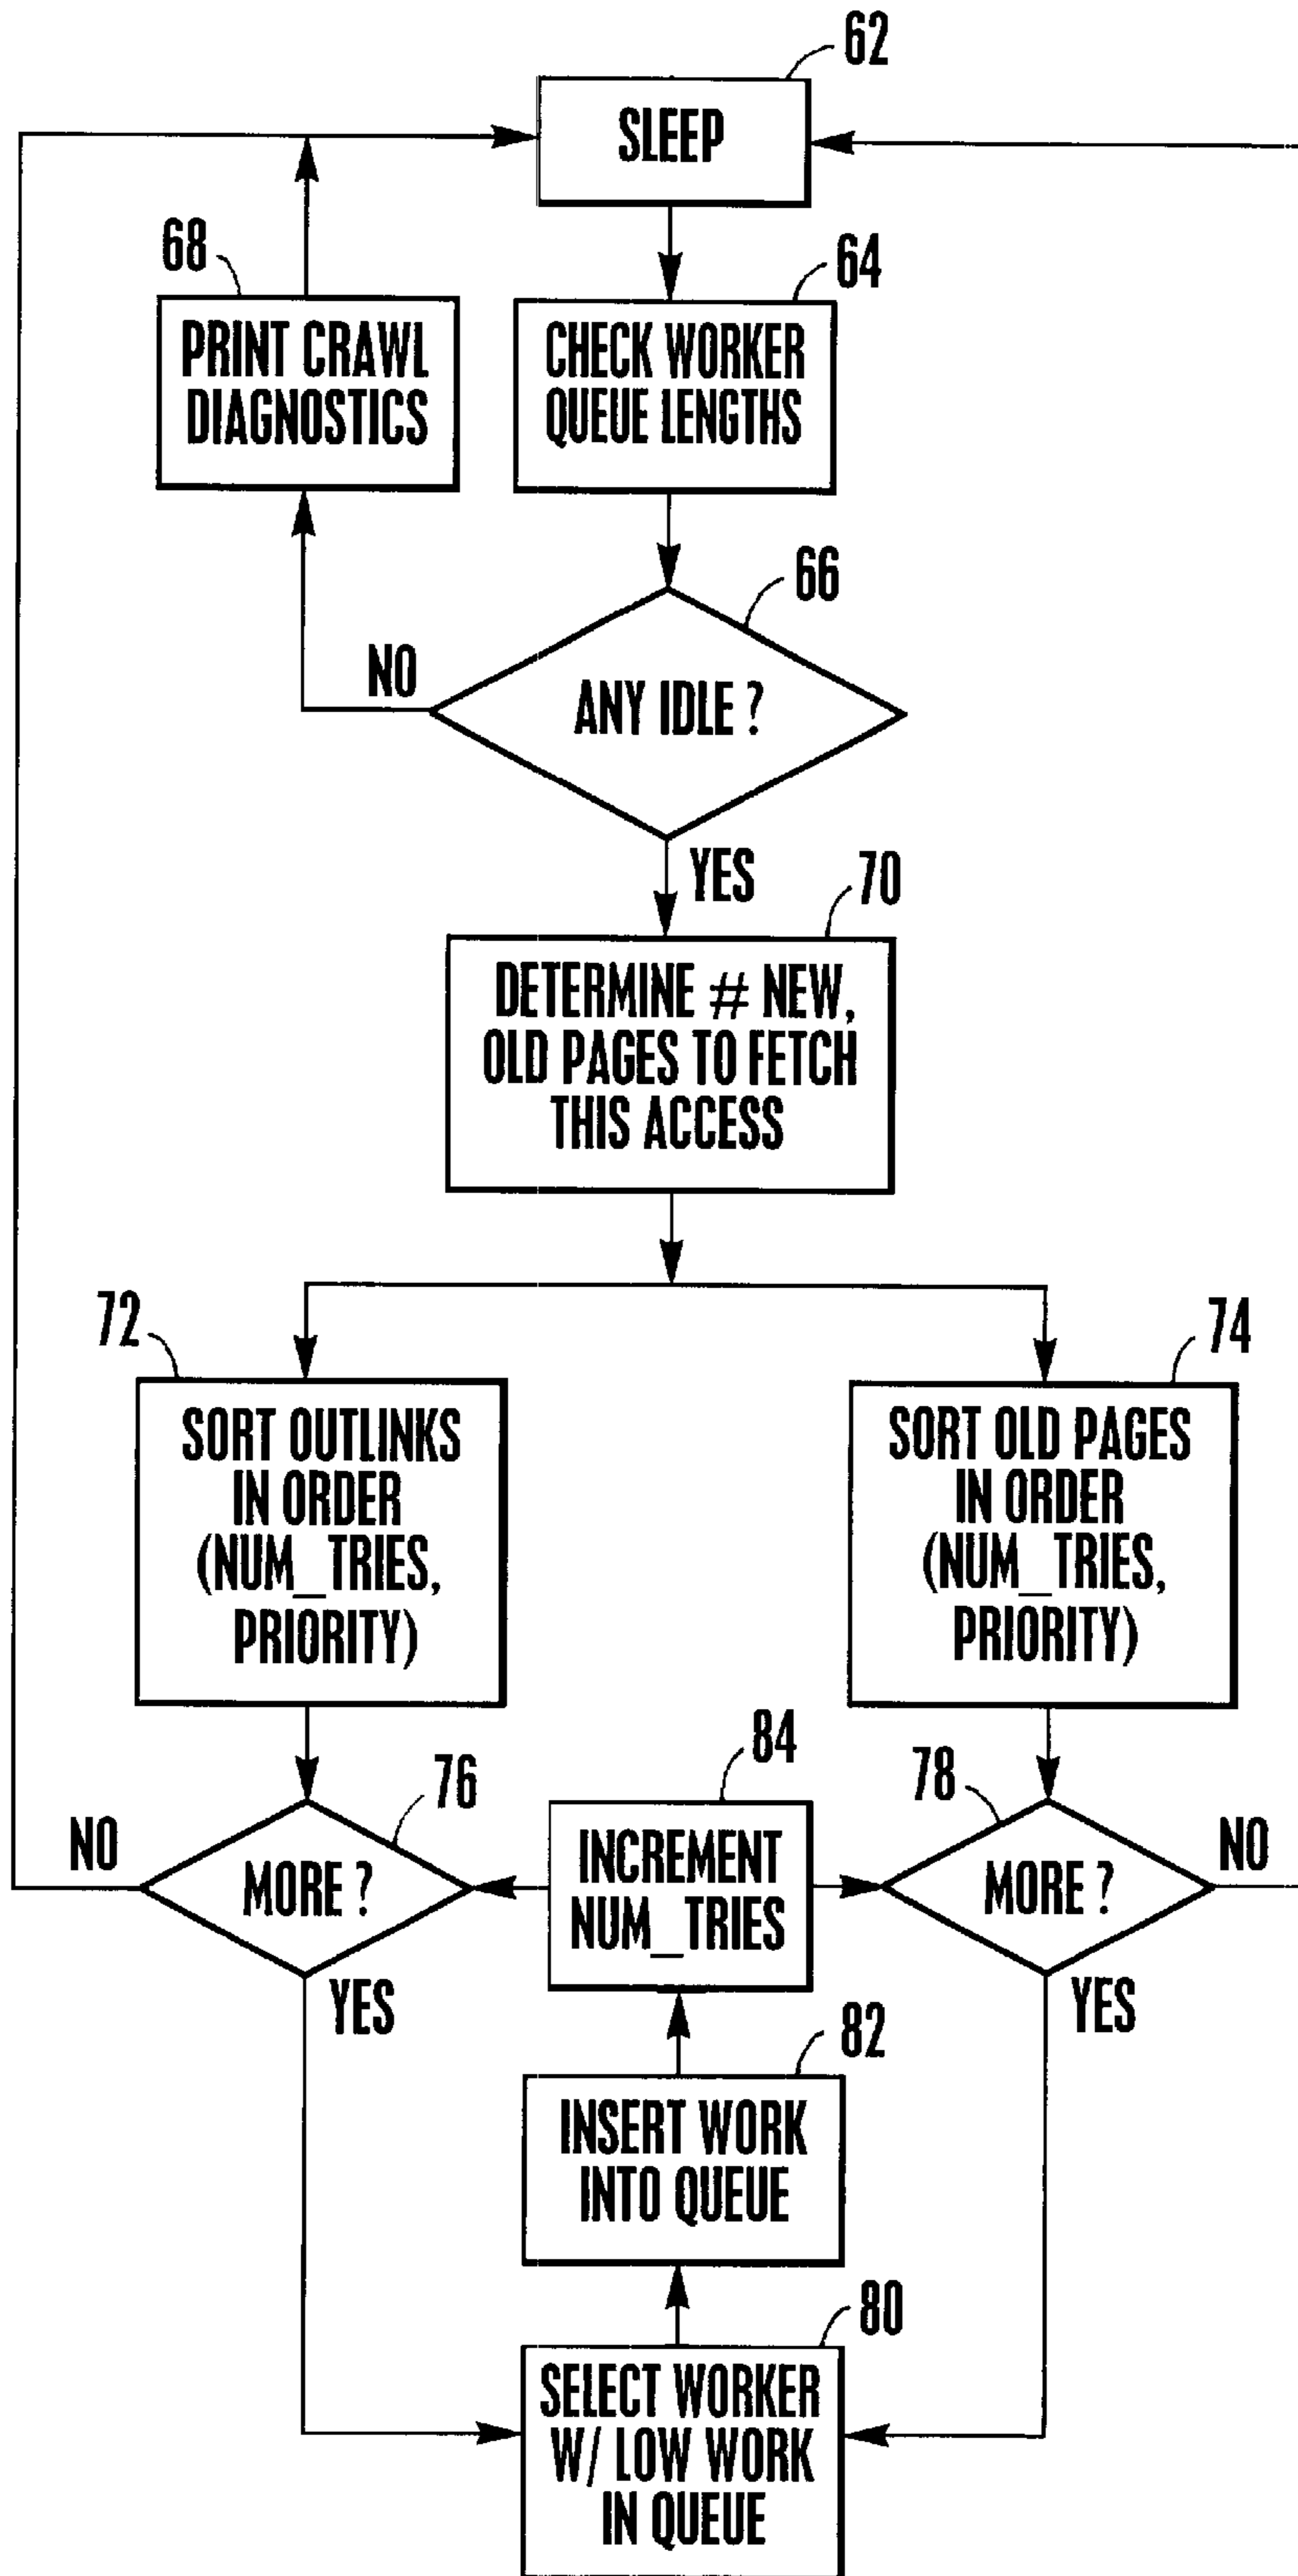 62
SLEEP
68
64
PRINT CRAWL
DIAGNOSTICS
CHECK WORKER
QUEUE LENGTHS
66
NO
ANY IDLE ?
YES
70
DETERMINE # NEW,
OLD PAGES TO FETCH
THIS ACCESS
72
74
SORT OUTLINKS
IN ORDER
(NUM_TRIES,
PRIORITY)
SORT OLD PAGES
IN ORDER
(NUM_TRIES,
PRIORITY)
76
84
78
NO
MORE ?
INCREMENT
NUM_TRIES
MORE ?
NO
YES
YES
82
INSERT WORK
INTO QUEUE
80
SELECT WORKER
W/ LOW WORK
IN QUEUE